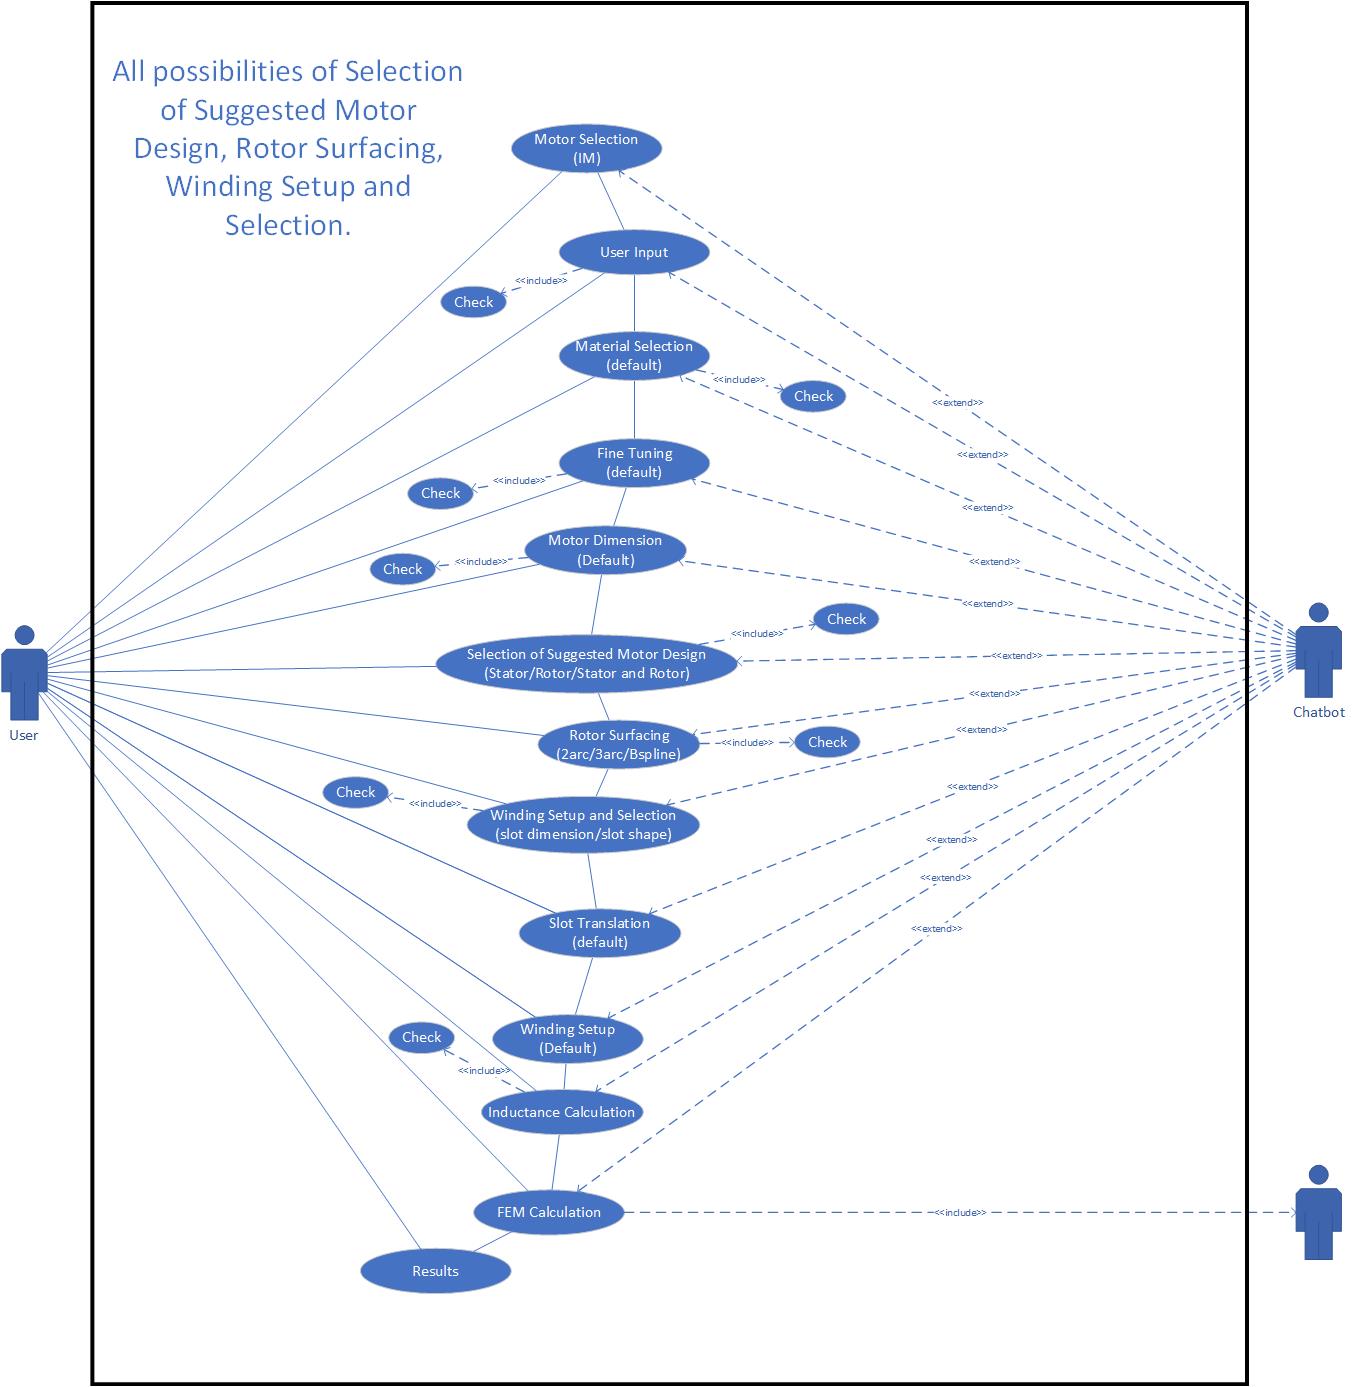 All possibilities of Selection
of Suggested Motor
Design, Rotor Surfacing,
Winding Setup and
Selection.
Motor Selection
(IM)
User Input
<<include>>
Check
Material Selection
(default)
<<include>>
Check
<<extend>>
<<extend>>
Fine Tuning
(default)
<<include>>
Check
<<extend>>
Motor Dimension
(Default)
<<include>>
Check
<<extend>>
<<extend>>
Check
<<include>>
Selection of Suggested Motor Design
(Stator/Rotor/Stator and Rotor)
<<extend>>
<<extend>>
Chatbot
User
Rotor Surfacing
(2arc/3arc/Bspline)
<<include>>
Check
<<extend>>
Check
<<include>>
Winding Setup and Selection
(slot dimension/slot shape)
<<extend>>
<<extend>>
<<extend>>
Slot Translation
(default)
<<extend>>
Winding Setup
(Default)
Check
<<include>>
Inductance Calculation
FEM Calculation
<<include>>
Results